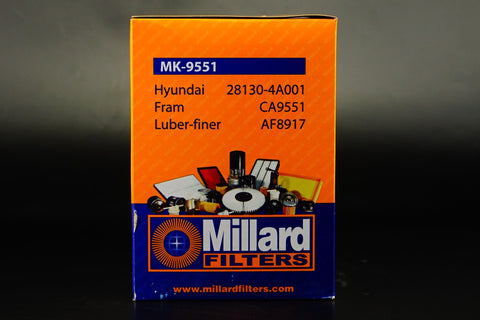 MK-9551
Hyundai 28130-4A001
Fram CA9551
Luber-finer AF8917
Millard
FILTERS
www.millardfilters.com